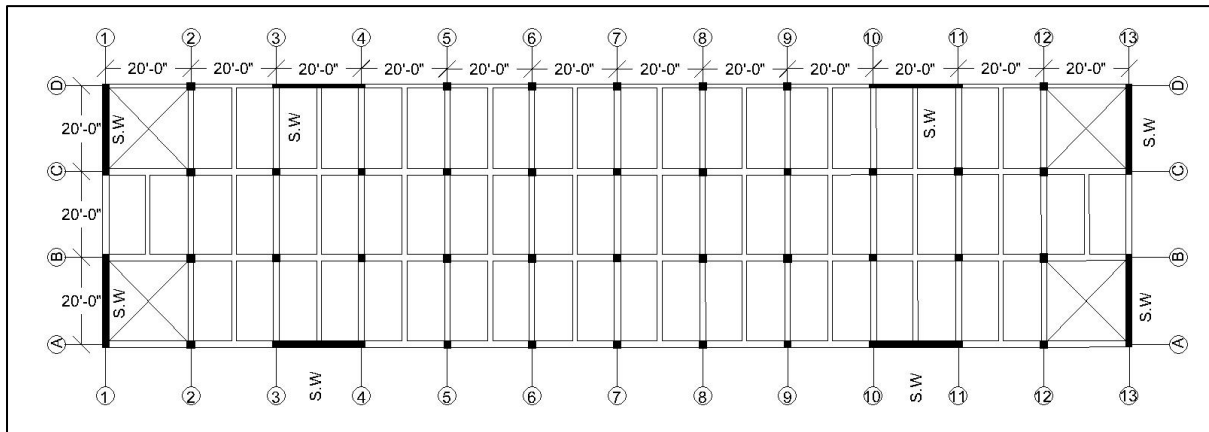 1 2 3 4 5 6 7 8 9 10 11 12 13
20'-0" 20'-0" 20'-0" 20'-0" 20'-0" 20'-0" 20'-0" 20'-0" 20'-0" 20'-0" 20'-0" 20'-0"
D D
20'-0" S.W S.W S.W S.W
C C
20'-0"
B B
20'-0" S.W S.W
A A
S.W S.W
1 2 3 4 5 6 7 8 9 10 11 12 13